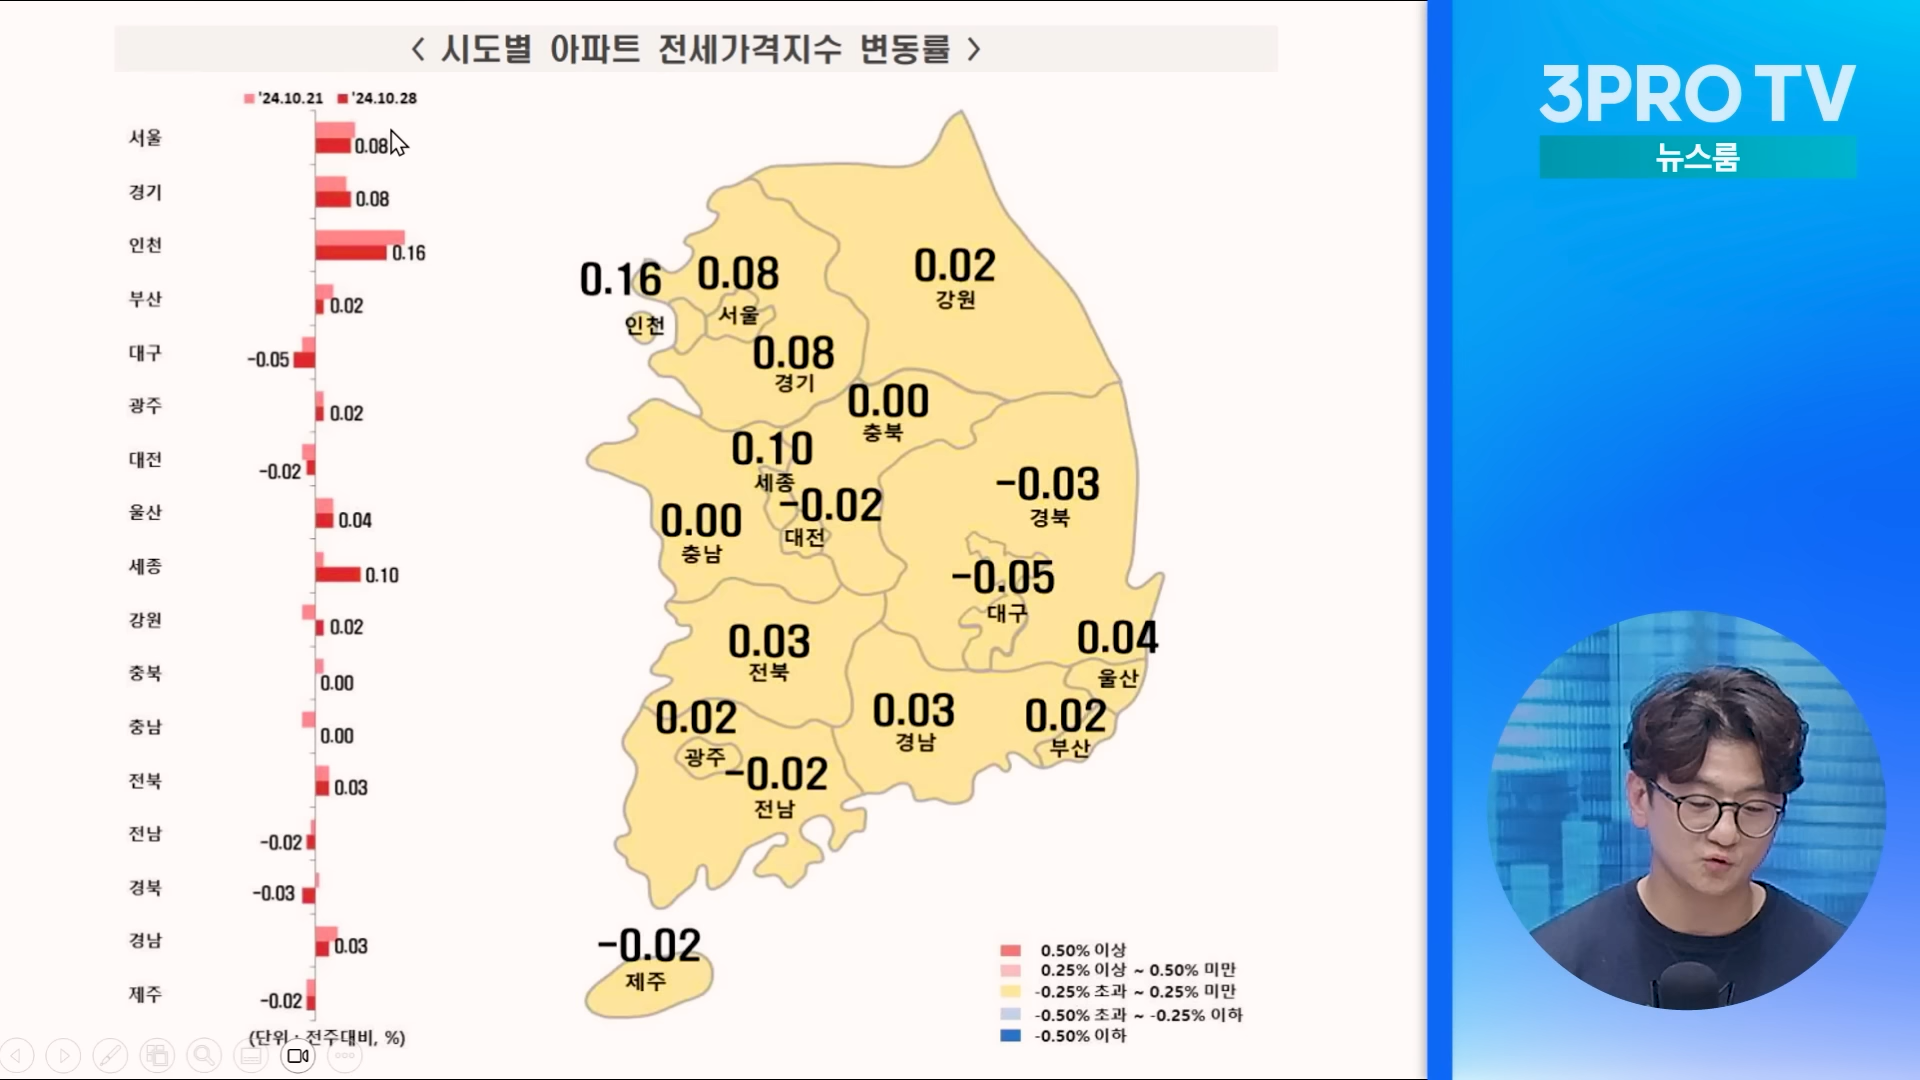 < 시도별 아파트 전세가격지수 변동률 >
'24.10.21 '24.10.28
서울 0.08
경기 0.08
인천 0.16
부산 0.02
대구 -0.05
광주 0.02
대전 -0.02
울산 0.04
세종 0.10
강원 0.02
충북 0.00
충남 0.00
전북 0.03
전남 -0.02
경북 -0.03
경남 0.03
제주 -0.02
(단위 : 전주대비, %)
0.16
인천
0.08
서울
0.08
경기
0.02
강원
0.00
충북
0.10
세종
-0.02
대전
0.00
충남
-0.03
경북
-0.05
대구
0.04
울산
0.03
전북
0.02
광주
-0.02
전남
0.03
경남
0.02
부산
-0.02
제주
0.50% 이상
0.25% 이상 ~ 0.50% 미만
-0.25% 초과 ~ 0.25% 미만
-0.50% 초과 ~ -0.25% 이하
-0.50% 이하
3PRO TV
뉴스룸